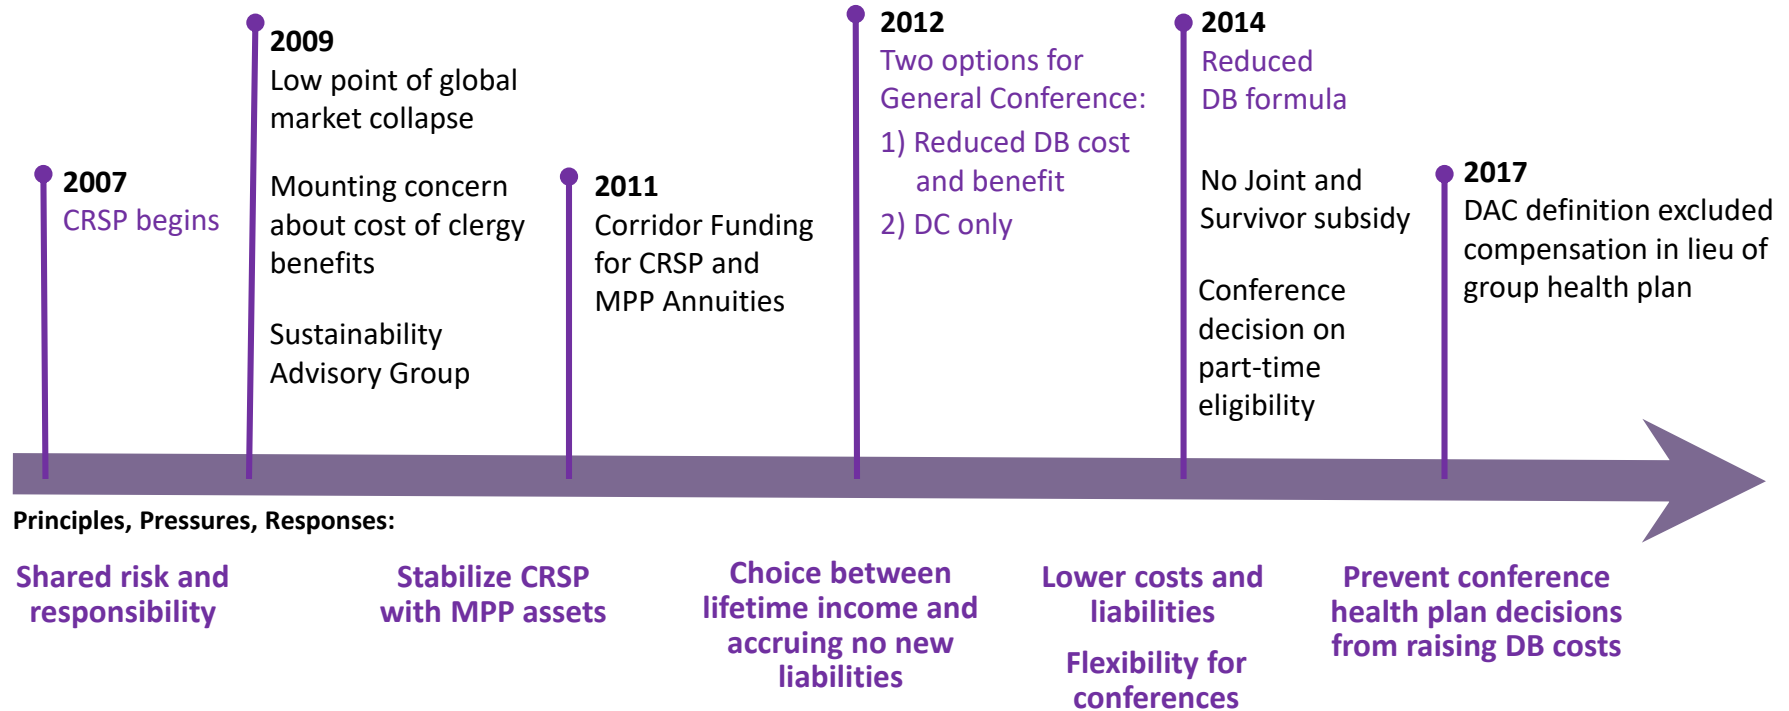 2007
CRSP begins
2009
Low point of global
market collapse
Mounting concern
about cost of clergy
benefits
Sustainability
Advisory Group
2011
Corridor Funding
for CRSP and
MPP Annuities
2012
Two options for
General Conference:
1) Reduced DB cost
and benefit
2) DC only
2014
Reduced
DB formula
No Joint and
Survivor subsidy
Conference
decision on
part-time
eligibility
2017
DAC definition excluded
compensation in lieu of
group health plan
Principles, Pressures, Responses:
Shared risk and
responsibility
Stabilize CRSP
with MPP assets
Choice between
lifetime income and
accruing no new
liabilities
Lower costs and
liabilities
Flexibility for
conferences
Prevent conference
health plan decisions
from raising DB costs